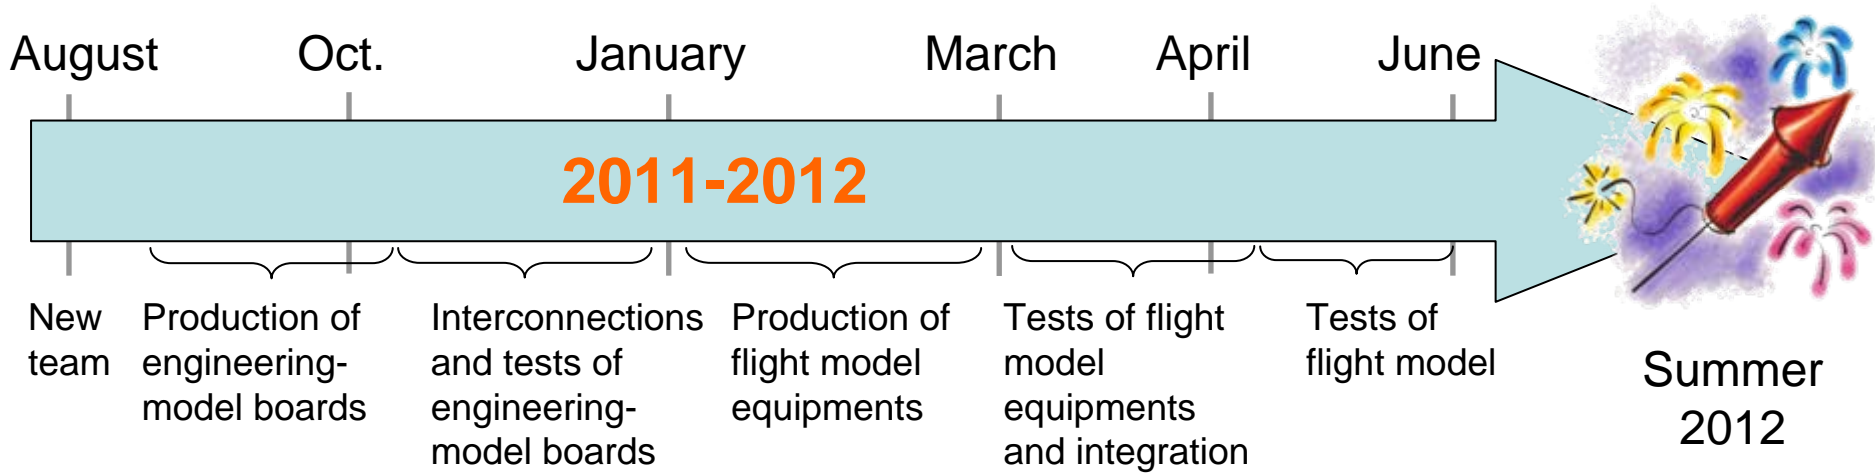 August
Oct.
January
March
April
June
2011-2012
New
team
Production of
engineering-
model boards
Interconnections
and tests of
engineering-
model boards
Production of
flight model
equipments
Tests of flight
model
equipments
and integration
Tests of
flight model
Summer
2012